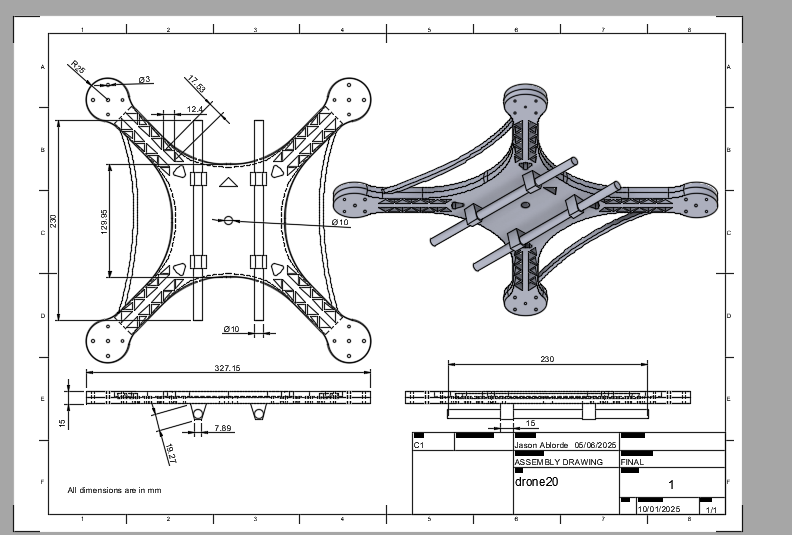 1 2 3 4 5 6 7 8
A A
R25
Ø3
17.53
12.4
B B
230
129.95
C C
Ø10
D D
Ø10
327.15
230
E E
15
7.89
19.27
15
C1
Jason Ablorde 05/06/2025
ASSEMBLY DRAWING
FINAL
drone20
1
F F
All dimensions are in mm
10/01/2025
1/1
1 2 3 4 5 6 7 8